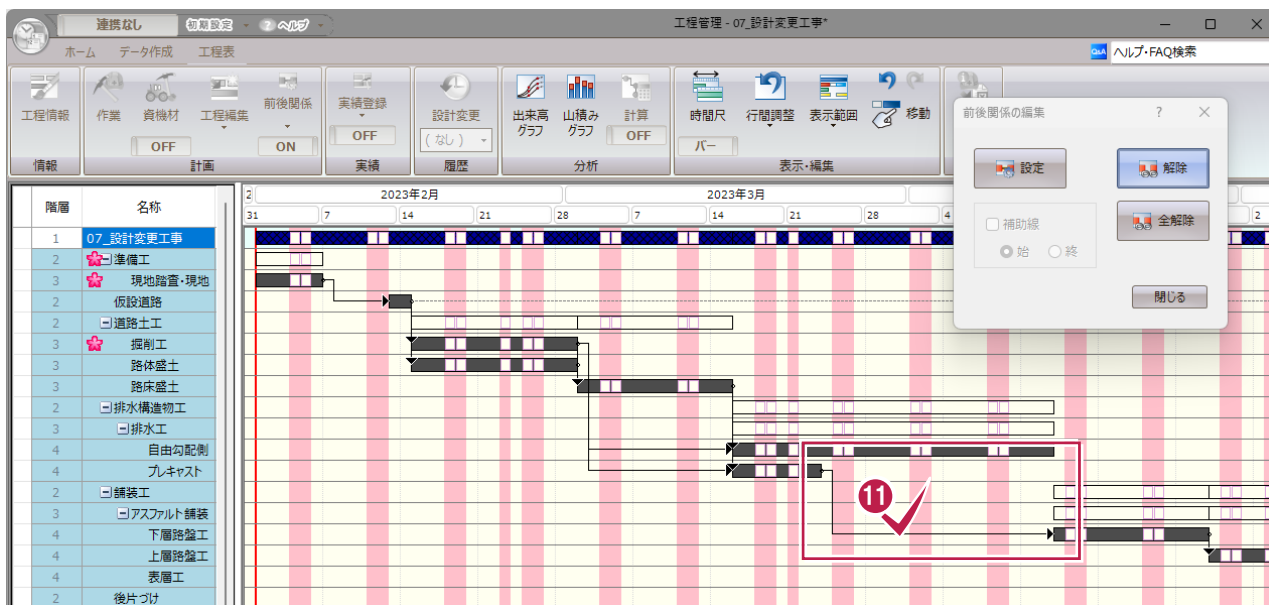 連携なし 初期設定 ? ヘルプ 工程管理 - 07_設計変更工事*
ホーム データ作成 工程表 Q&A ヘルプ・FAQ検索
工程情報 作業 資機材 工程編集 前後関係 実績登録 設計変更 出来高グラフ 山積みグラフ 計算 時間尺 行間調整 表示範囲 移動
OFF ON OFF (なし) OFF バー
情報 計画 実績 履歴 分析 表示・編集
前後関係の編集 ? ×
設定 解除
補助線 全解除
始 終
閉じる
階層 名称
2 2023年2月 2023年3月
31 7 14 21 28 7 14 21 28 4 2
1 07_設計変更工事
2 準備工
3 現地踏査・現地
2 仮設道路
2 道路土工
3 掘削工
3 路体盛土
3 路床盛土
2 排水構造物工
3 排水工
4 自由勾配側
4 プレキャスト
2 舗装工
3 アスファルト舗装
4 下層路盤工
4 上層路盤工
4 表層工
2 後片づけ
11